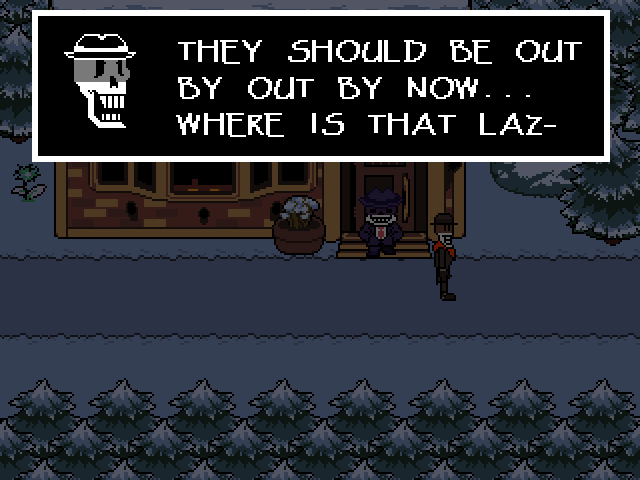 THEY SHOULD BE OUT
BY OUT BY NOW...
WHERE IS THAT LAZ-